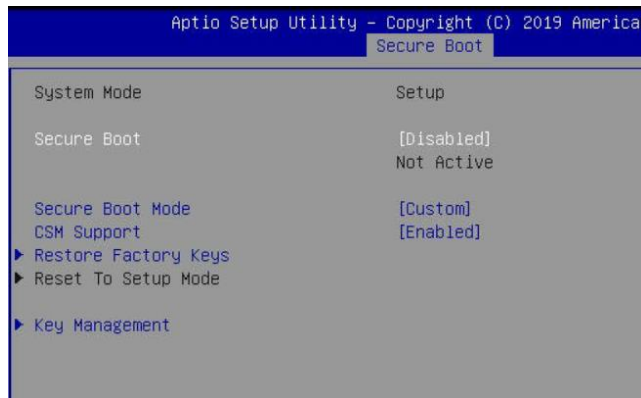 Aptio Setup Utility – Copyright (C) 2019 America
Secure Boot
System Mode Setup
Secure Boot [Disabled]
Not Active
Secure Boot Mode [Custom]
CSM Support [Enabled]
Restore Factory Keys
Reset To Setup Mode
Key Management